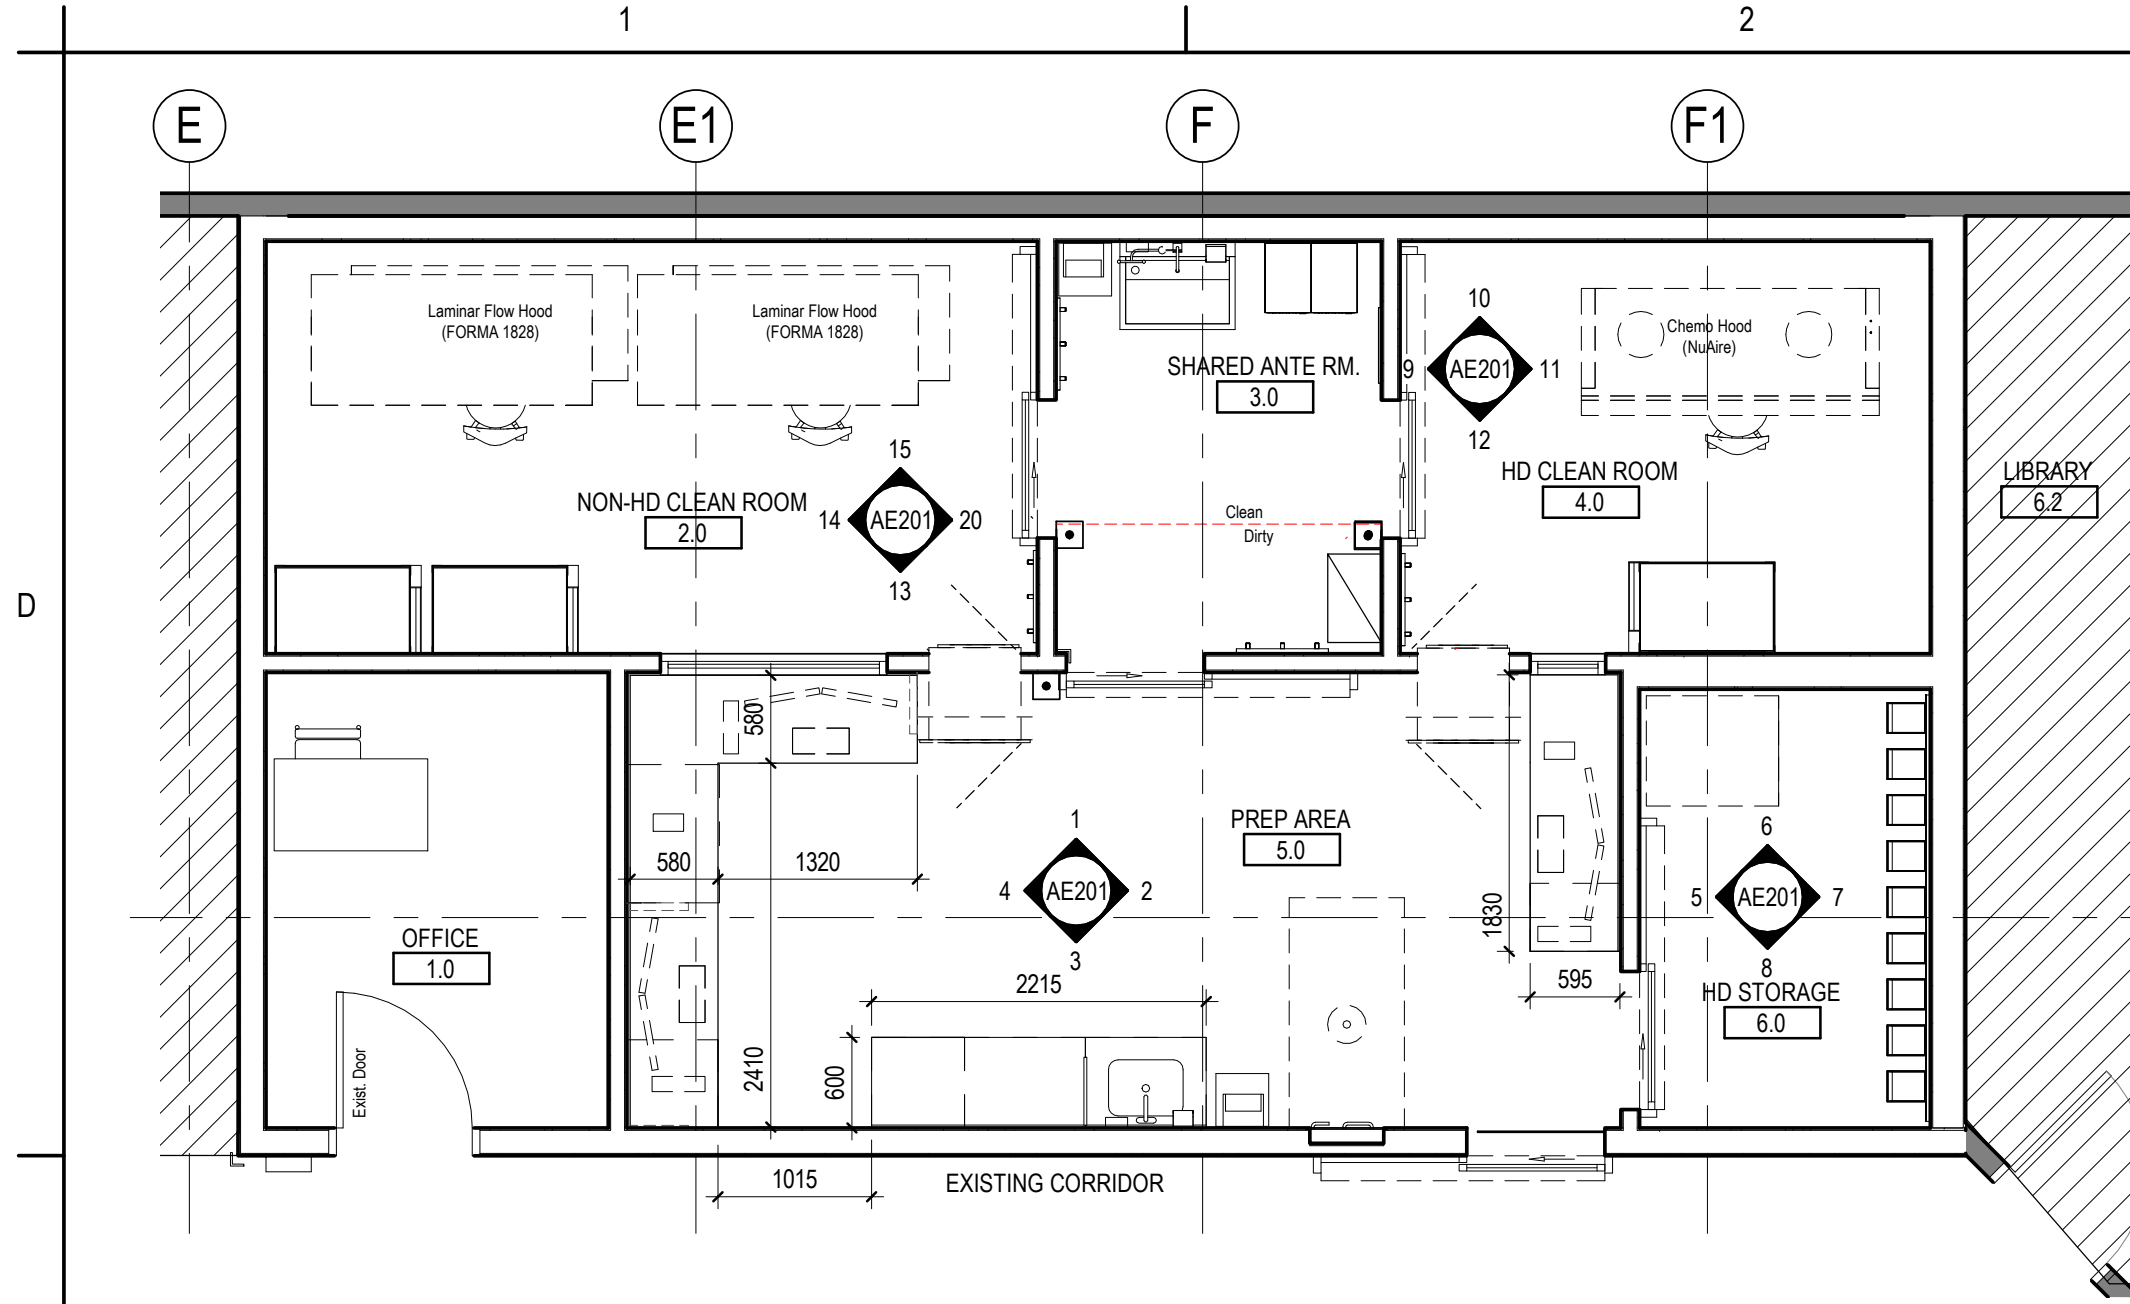 1
2
E
E1
F
F1
D
Laminar Flow Hood
(FORMA 1828)
Laminar Flow Hood
(FORMA 1828)
SHARED ANTE RM.
3.0
10
9
AE201
11
12
Chemo Hood
(NuAire)
HD CLEAN ROOM
4.0
LIBRARY
6.2
NON-HD CLEAN ROOM
2.0
15
14
AE201
20
13
Clean
Dirty
580
580
1320
PREP AREA
5.0
1
4
AE201
2
3
1830
595
6
5
AE201
7
8
HD STORAGE
6.0
OFFICE
1.0
Exist. Door
2410
2215
600
1015
EXISTING CORRIDOR